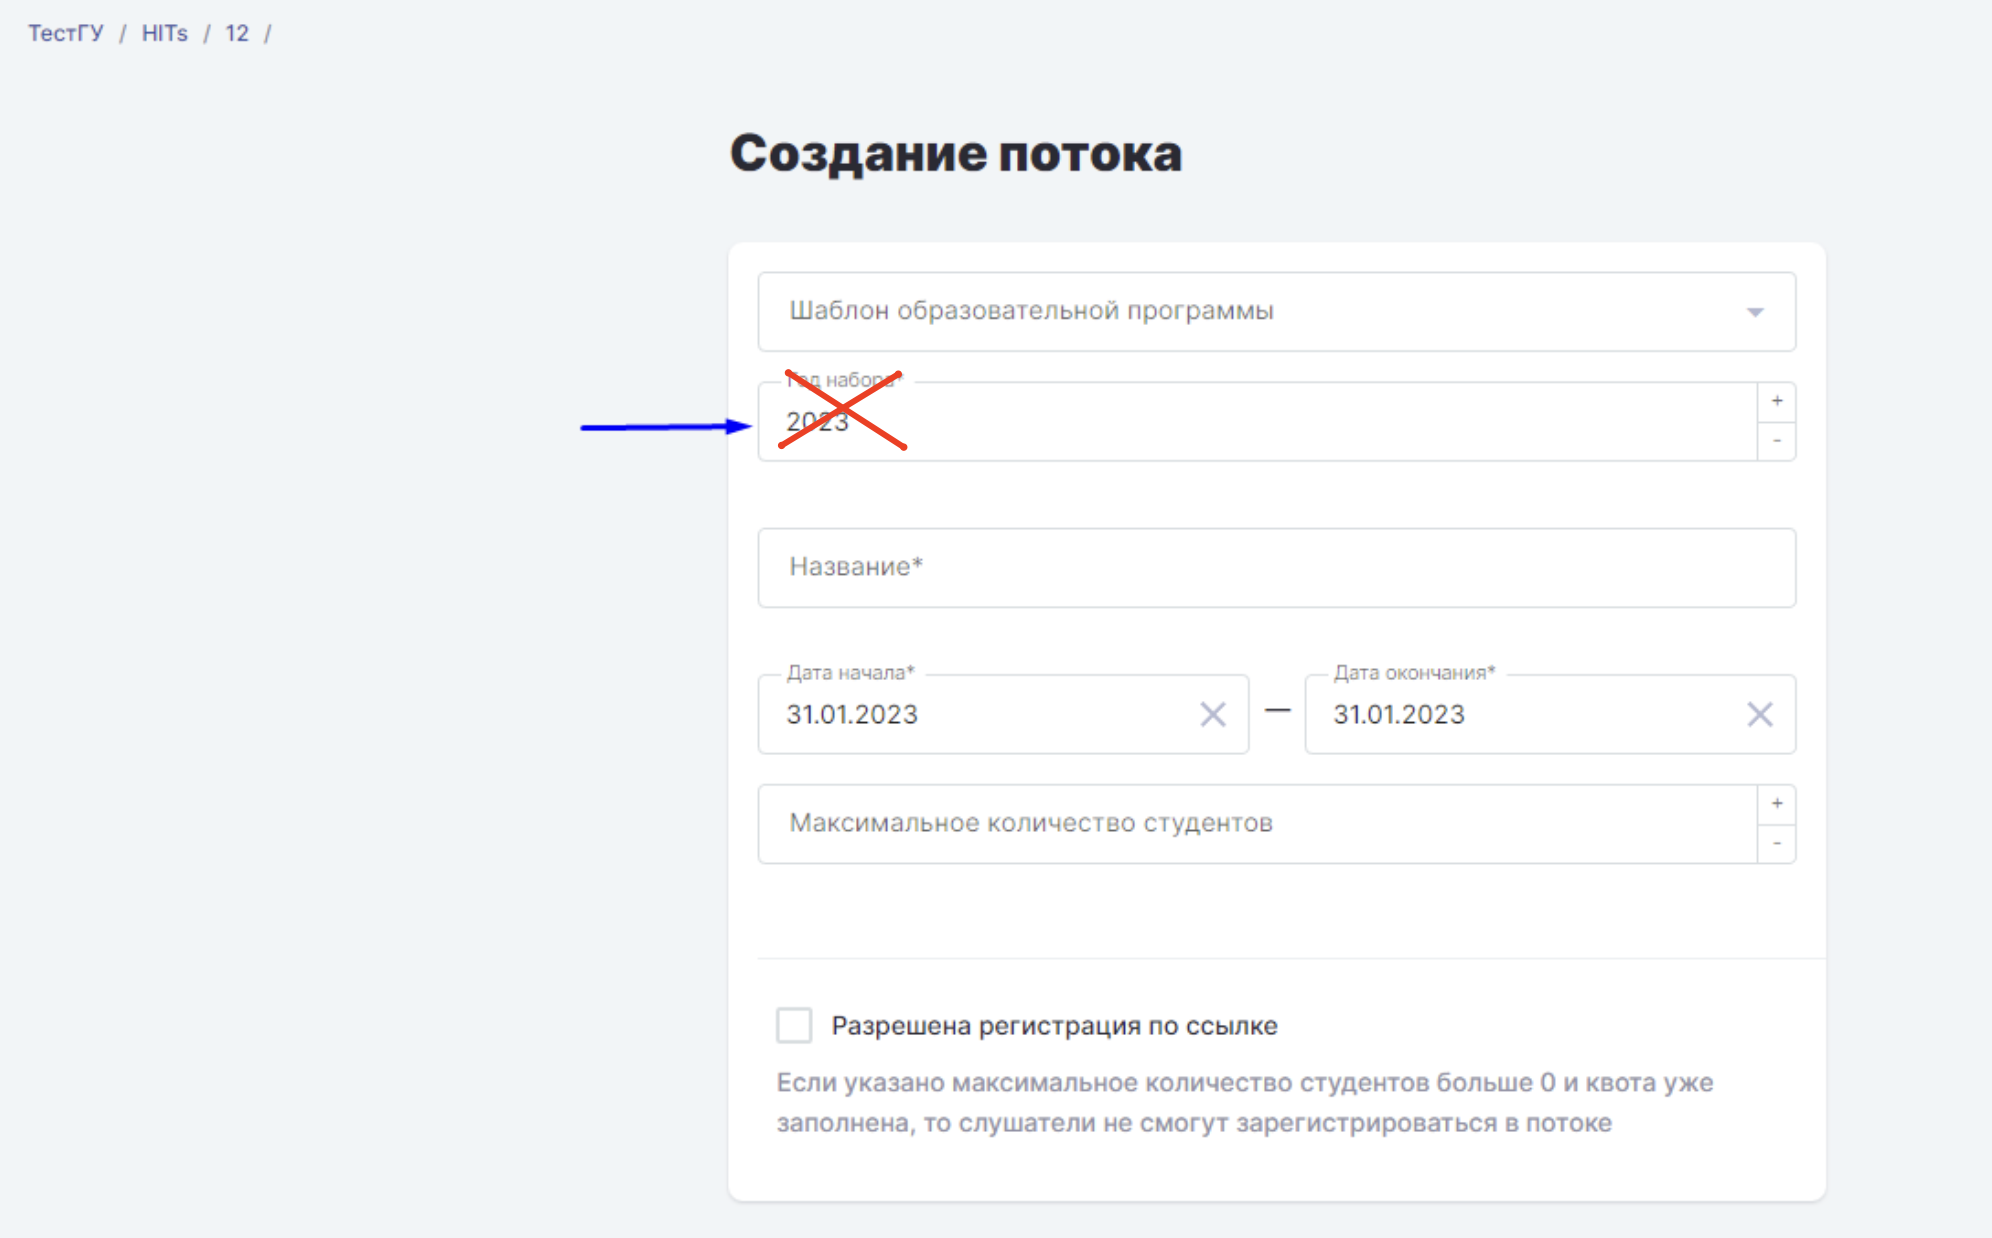 ТестГУ / HITs / 12 /
Создание потока
Шаблон образовательной программы
Год набора*
2023
+
-
Название*
Дата начала*
Дата окончания*
31.01.2023
—
31.01.2023
Максимальное количество студентов
+
-
Разрешена регистрация по ссылке
Если указано максимальное количество студентов больше 0 и квота уже
заполнена, то слушатели не смогут зарегистрироваться в потоке